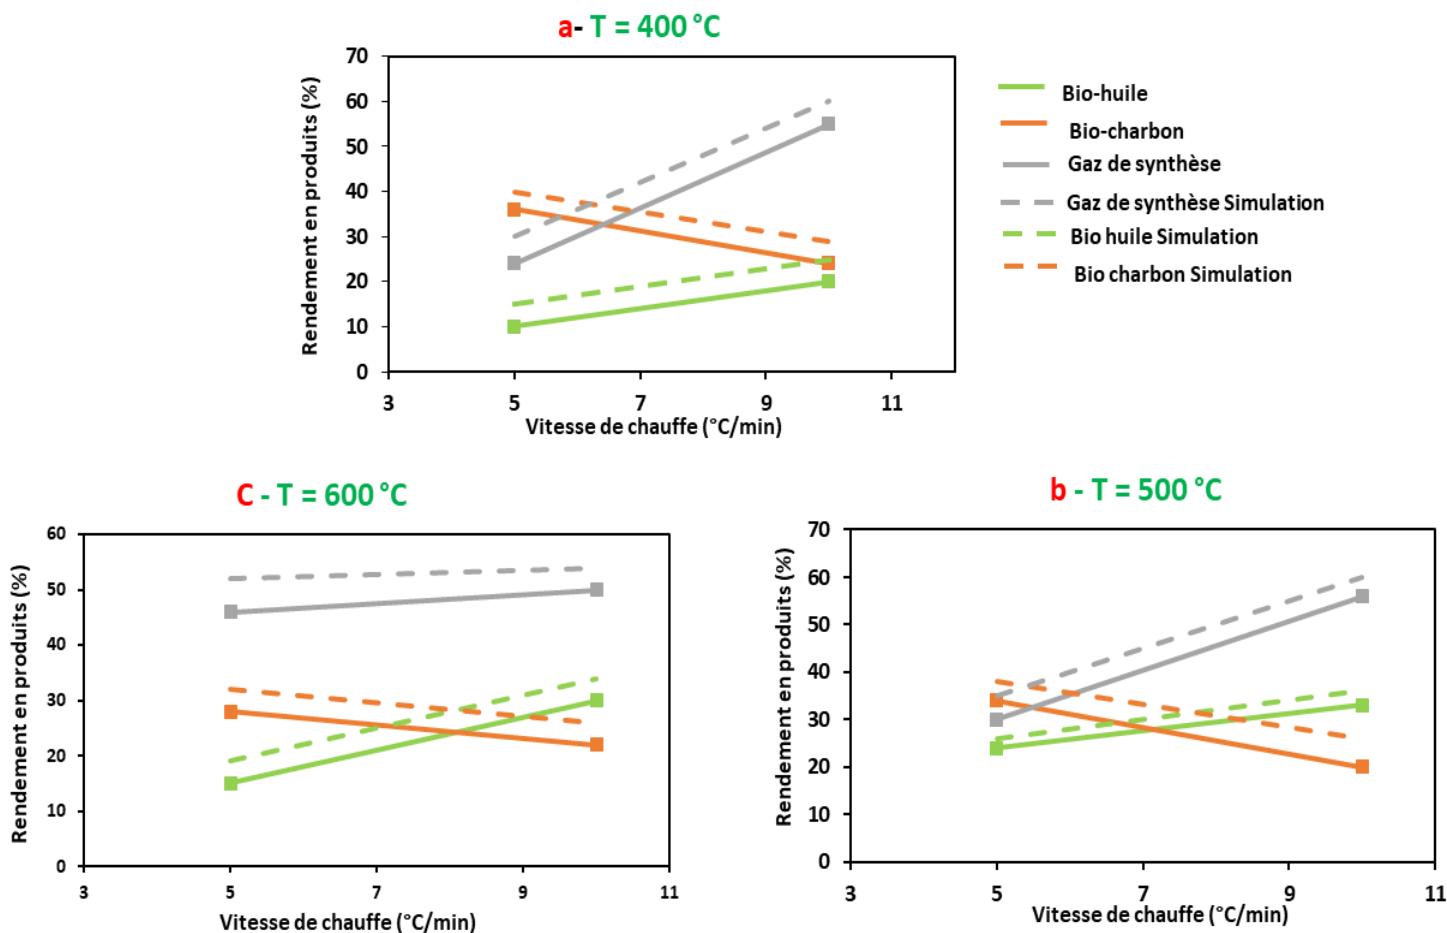 a- T = 400 °C
Rendement en produits (%)
70
60
50
40
30
20
10
0
3 5 7 9 11
Vitesse de chauffe (°C/min)
Bio-huile
Bio-charbon
Gaz de synthèse
Gaz de synthèse Simulation
Bio huile Simulation
Bio charbon Simulation
C - T = 600 °C
Rendement en produits (%)
60
50
40
30
20
10
0
3 5 7 9 11
Vitesse de chauffe (°C/min)
b - T = 500 °C
Rendement en produits (%)
70
60
50
40
30
20
10
0
3 5 7 9 11
Vitesse de chauffe (°C/min)